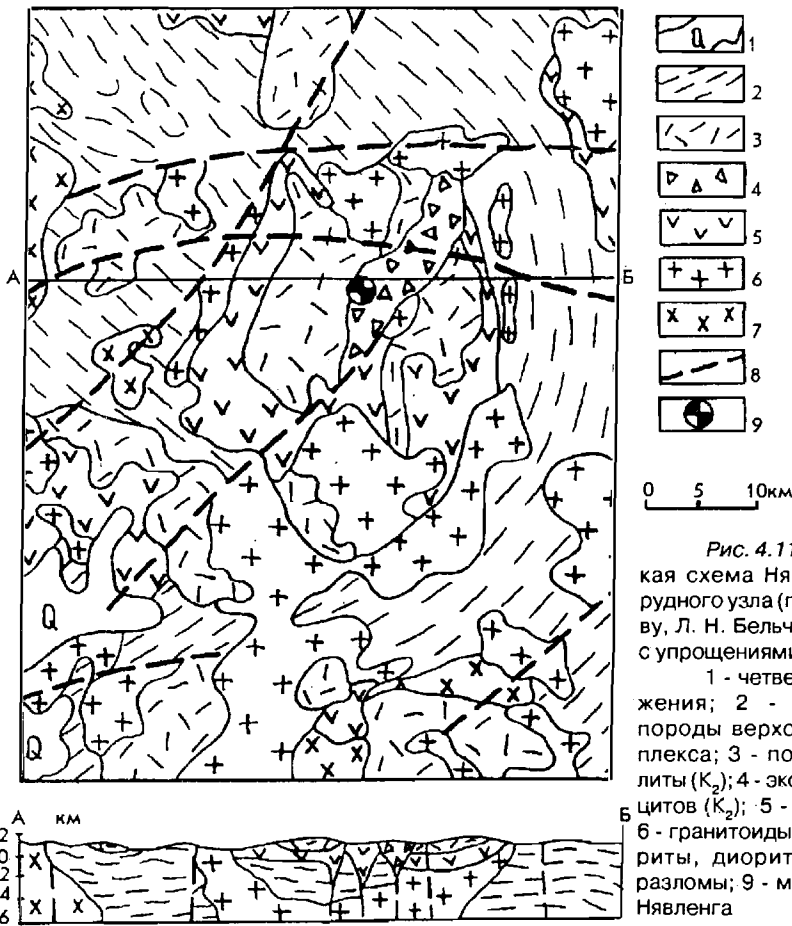 1
2
3
4
5
6
7
8
9
Q
А
Б
Q
Q
0 5 10км
Рис. 4.11
кая схема Ня
рудного узла (г
ву, Л. Н. Бельч
с упрощениями
1 - четве
жения; 2 -
породы верхо
плекса; 3 - по
литы (K₂); 4 - экс
цитов (K₂); 5 -
6 - гранитоиды
риты, диорит
разломы; 9 - м
Нявленга
А км Б
2
0
2
4
6